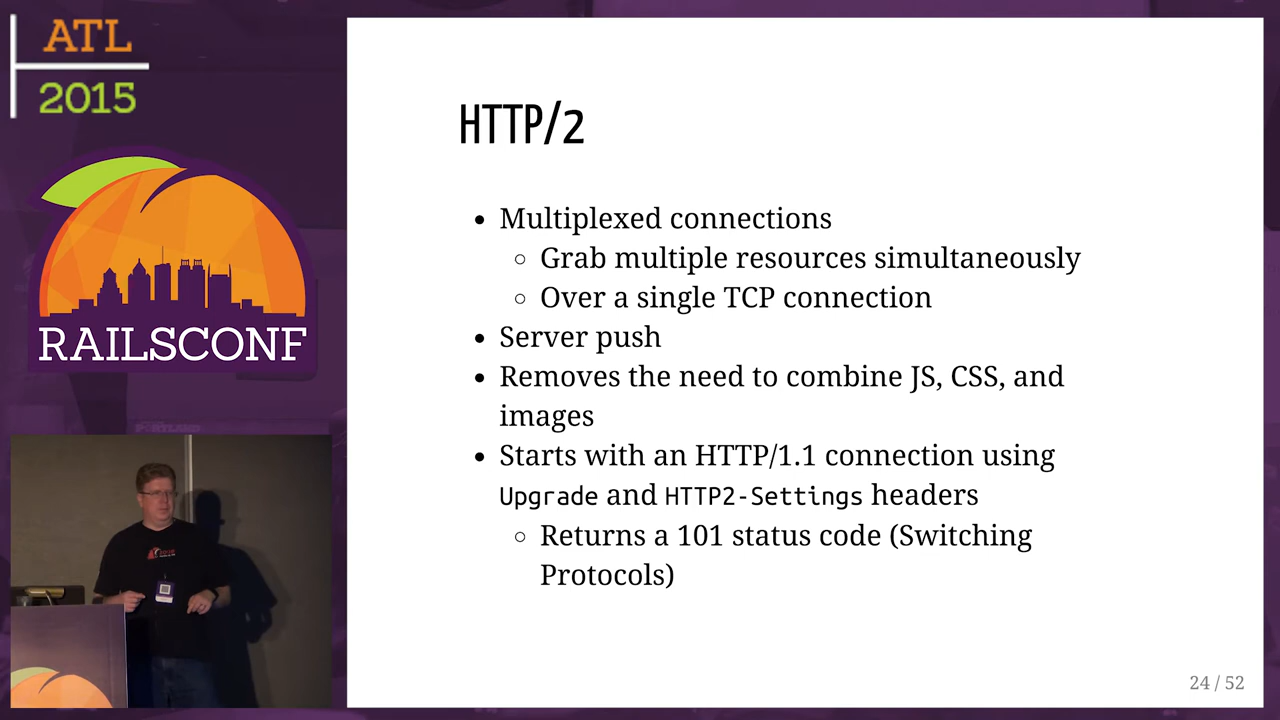 ATL
2015
RAILSCONF
HTTP/2
• Multiplexed connections
○ Grab multiple resources simultaneously
○ Over a single TCP connection
• Server push
• Removes the need to combine JS, CSS, and
images
• Starts with an HTTP/1.1 connection using
Upgrade and HTTP2-Settings headers
○ Returns a 101 status code (Switching
Protocols)
24 / 52